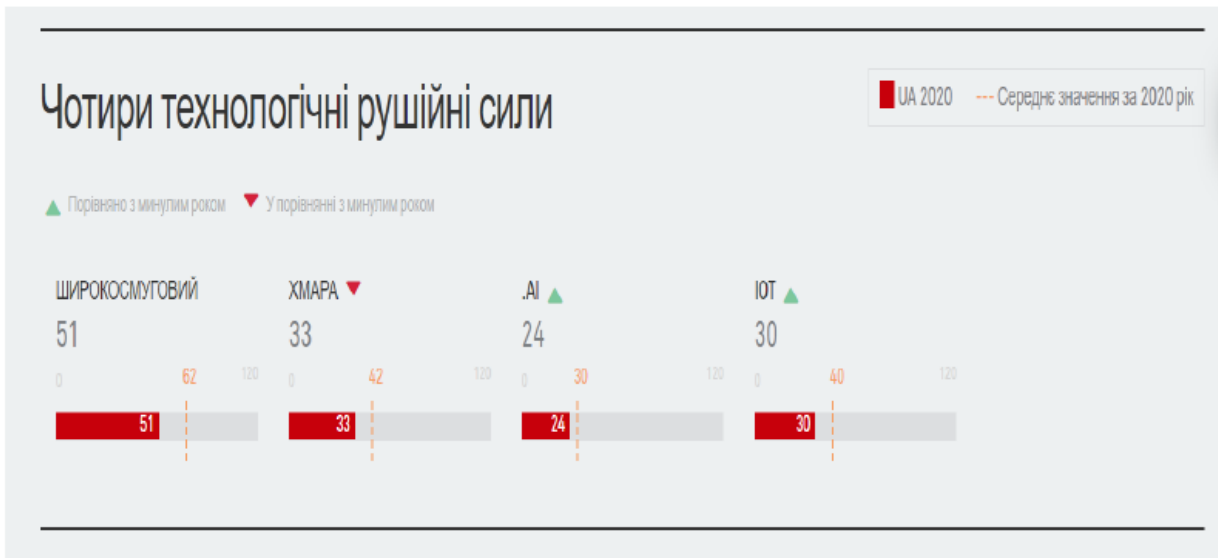 Чотири технологічні рушійні сили
UA 2020 --- Середнє значення за 2020 рік
Порівняно з минулим роком У порівнянні з минулим роком
ШИРОКОСМУГОВИЙ ХМАРА .AI IOT
51 33 24 30
0 62 120 0 42 120 0 30 120 0 40 120
51 33 24 30